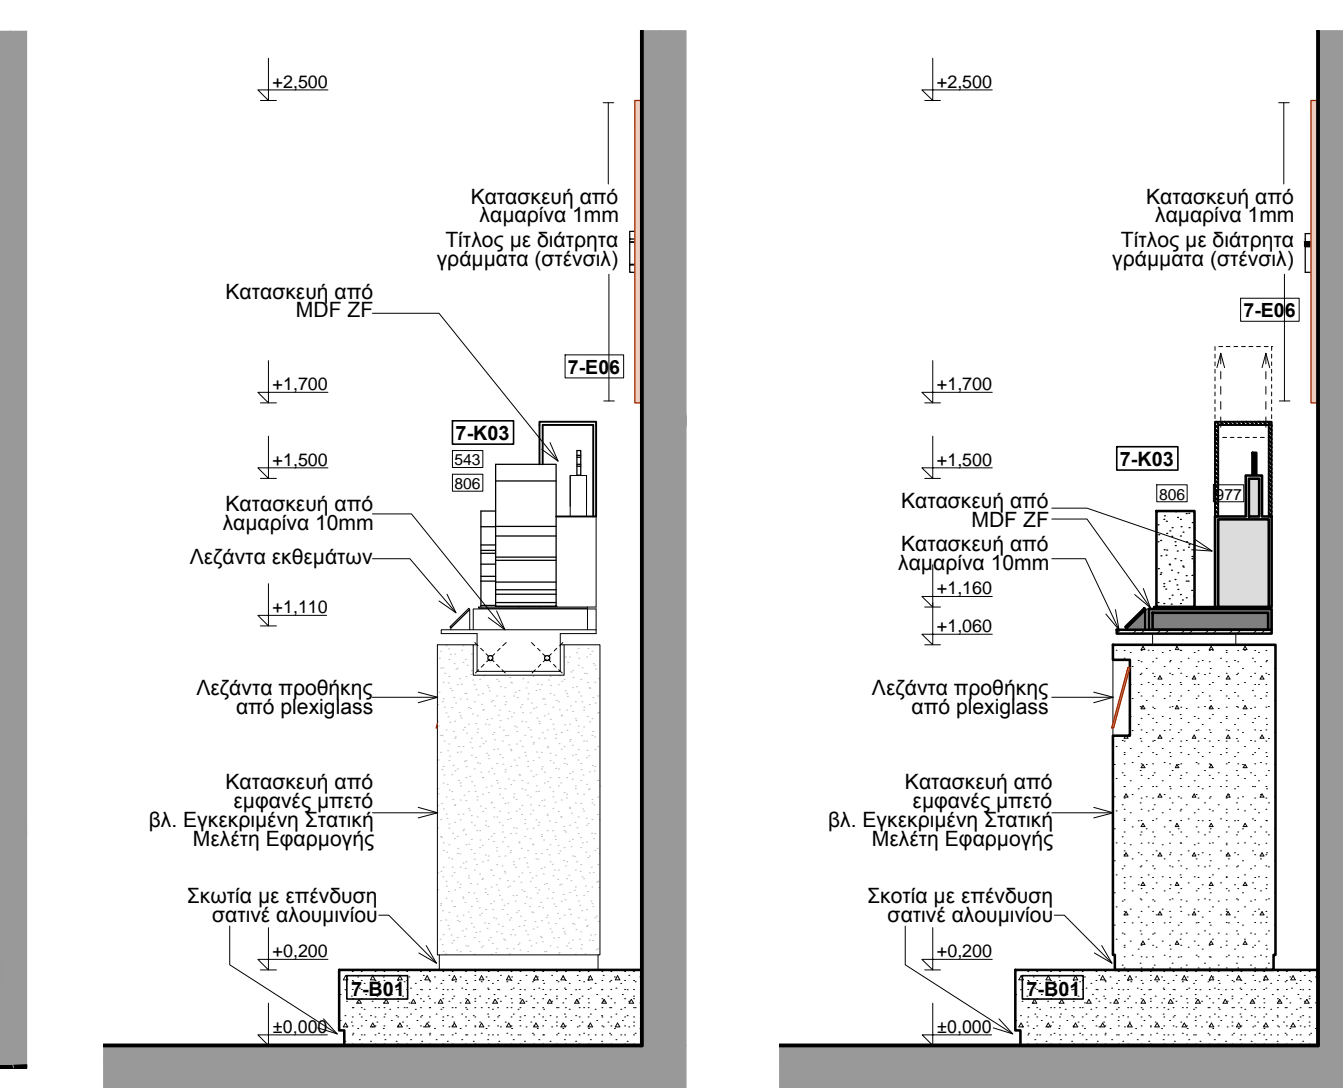 +2,500
Κατασκευή από
λαμαρίνα 1mm
Τίτλος με διάτρητα
γράμματα (στένσιλ)
Κατασκευή από
MDF ZF
7-E06
+1,700
7-K03
543
+1,500
806
Κατασκευή από
λαμαρίνα 10mm
Λεζάντα εκθεμάτων
+1,110
Λεζάντα προθήκης
από plexiglass
Κατασκευή από
εμφανές μπετό
βλ. Εγκεκριμένη Στατική
Μελέτη Εφαρμογής
Σκωτία με επένδυση
σατινέ αλουμινίου
+0,200
7-B01
±0,000
+2,500
Κατασκευή από
λαμαρίνα 1mm
Τίτλος με διάτρητα
γράμματα (στένσιλ)
7-E06
+1,700
7-K03
+1,500
806
977
Κατασκευή από
MDF ZF
Κατασκευή από
λαμαρίνα 10mm
+1,160
+1,060
Λεζάντα προθήκης
από plexiglass
Κατασκευή από
εμφανές μπετό
βλ. Εγκεκριμένη Στατική
Μελέτη Εφαρμογής
Σκοτία με επένδυση
σατινέ αλουμινίου
+0,200
7-B01
±0,000